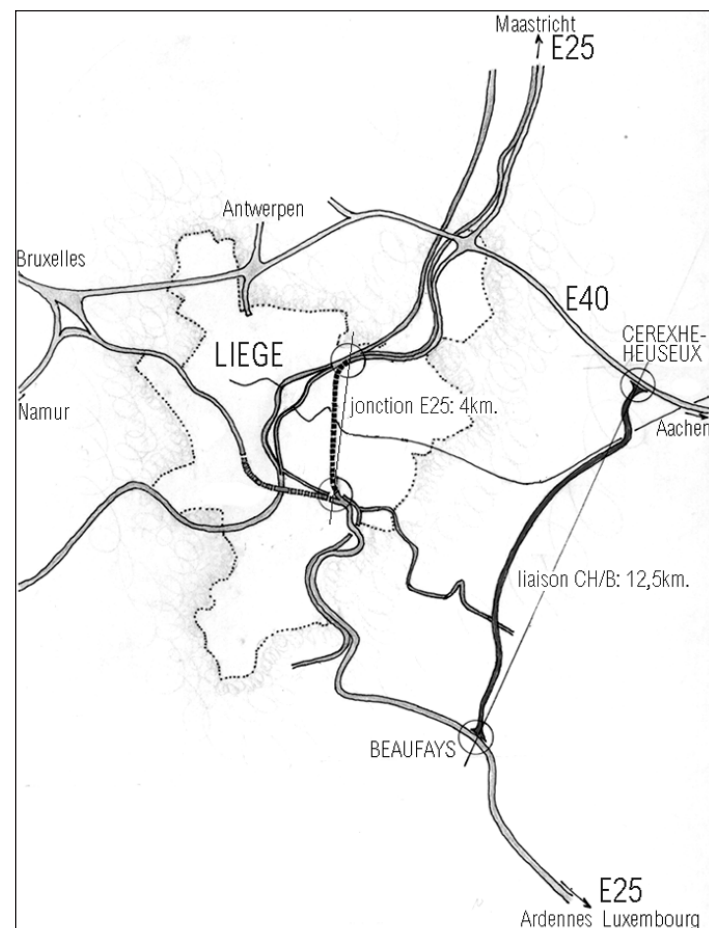 Maastricht
E25
Antwerpen
Bruxelles
E40
CEREXHE-
HEUSEUX
LIEGE
jonction E25: 4km.
Namur
Aachen
liaison CH/B: 12,5km.
BEAUFAYS
E25
Ardennes Luxembourg